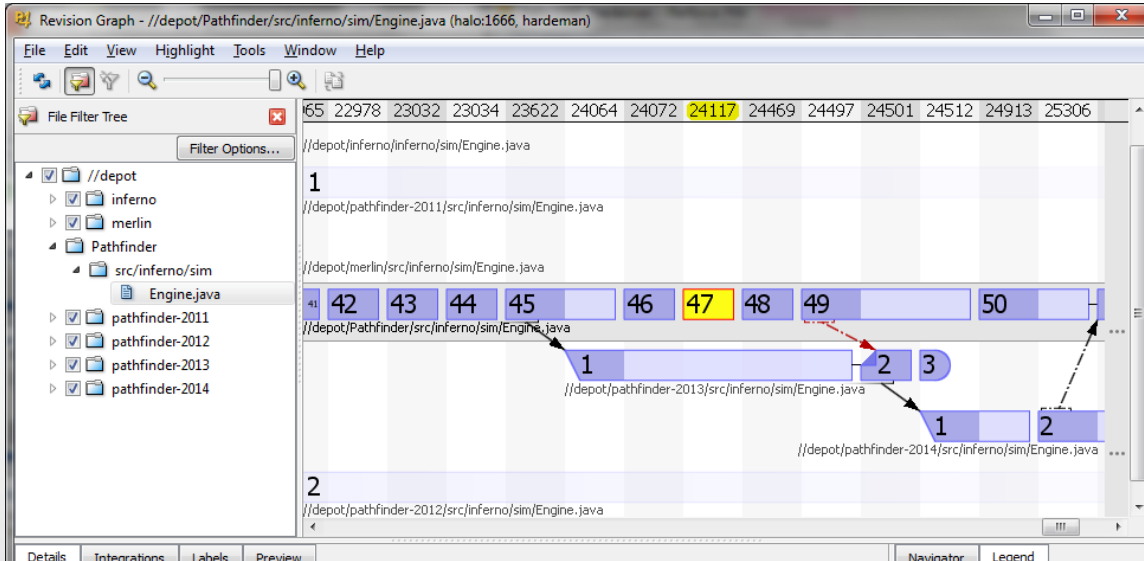 Revision Graph - //depot/Pathfinder/src/inferno/sim/Engine.java (halo:1666, hardeman)
File Edit View Highlight Tools Window Help
File Filter Tree
Filter Options...
//depot
inferno
merlin
Pathfinder
src/inferno/sim
Engine.java
pathfinder-2011
pathfinder-2012
pathfinder-2013
pathfinder-2014
65 22978 23032 23034 23622 24064 24072 24117 24469 24497 24501 24512 24913 25306
//depot/inferno/inferno/sim/Engine.java
1
//depot/pathfinder-2011/src/inferno/sim/Engine.java
//depot/merlin/src/inferno/sim/Engine.java
41 42 43 44 45 46 47 48 49 50
//depot/Pathfinder/src/inferno/sim/Engine.java
1 2 3
//depot/pathfinder-2013/src/inferno/sim/Engine.java
1 2
//depot/pathfinder-2014/src/inferno/sim/Engine.java
2
//depot/pathfinder-2012/src/inferno/sim/Engine.java
Details Integrations Labels Preview Navigator Legend